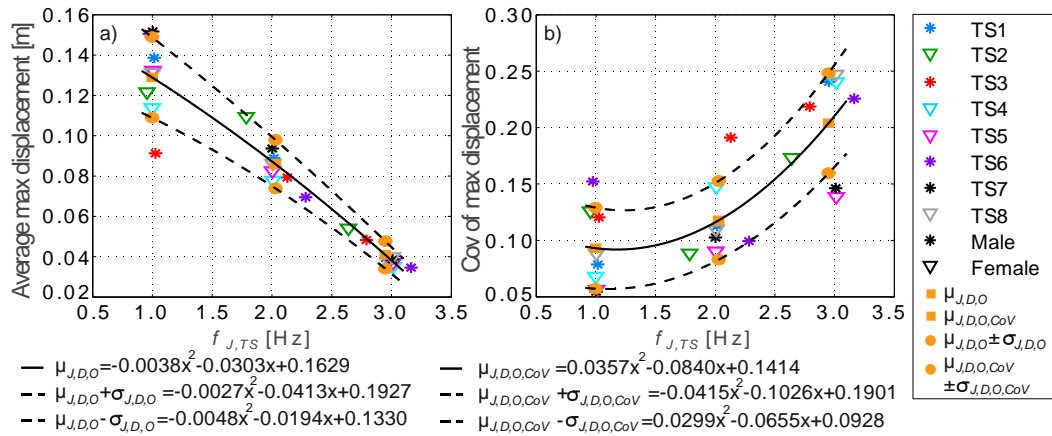 a)
Average max displacement [m]
0.16
0.14
0.12
0.10
0.08
0.06
0.04
0.02
0.5 1.0 1.5 2.0 2.5 3.0 3.5
f J,TS [Hz]
b)
Cov of max displacement
0.30
0.25
0.20
0.15
0.10
0.05
0.5 1.0 1.5 2.0 2.5 3.0 3.5
f J,TS [Hz]
TS1
TS2
TS3
TS4
TS5
TS6
TS7
TS8
Male
Female
μJ,D,O
μJ,D,O,CoV
μJ,D,O±σJ,D,O
μJ,D,O,COV
±σJ,D,O,COV
μJ,D,O=-0.0038x²-0.0303x+0.1629
μJ,D,O+σJ,D,O =-0.0027x²-0.0413x+0.1927
μJ,D,O-σJ,D,O=-0.0048x²-0.0194x+0.1330
μJ,D,O,CoV =0.0357x²-0.0840x+0.1414
μJ,D,O,COV +σJ,D,O,COV =-0.0415x²-0.1026x+0.1901
μJ,D,O,COV -σJ,D,O,COV=0.0299x²-0.0655x+0.0928